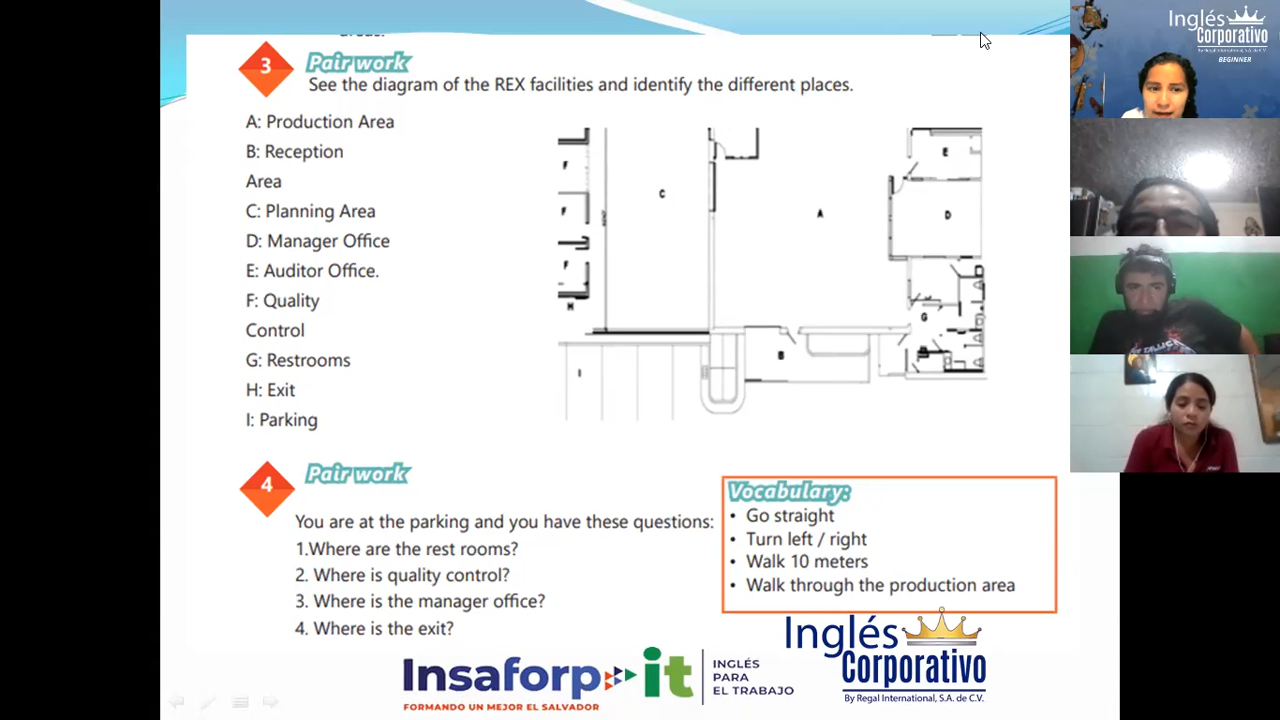 areas.
3
Pair work
See the diagram of the REX facilities and identify the different places.
A: Production Area
B: Reception
Area
C: Planning Area
D: Manager Office
E: Auditor Office.
F: Quality
Control
G: Restrooms
H: Exit
I: Parking
F
F
F
H
C
A
E
D
G
B
I
4
Pair work
You are at the parking and you have these questions:
1.Where are the rest rooms?
2. Where is quality control?
3. Where is the manager office?
4. Where is the exit?
Vocabulary:
• Go straight
• Turn left / right
• Walk 10 meters
• Walk through the production area
Insaforp
FORMANDO UN MEJOR EL SALVADOR
it
INGLÉS
PARA
EL TRABAJO
Inglés
Corporativo
By Regal International, S.A. de C.V.
Inglés
Corporativo
By Regal International, S.A. de C.V.
BEGINNER